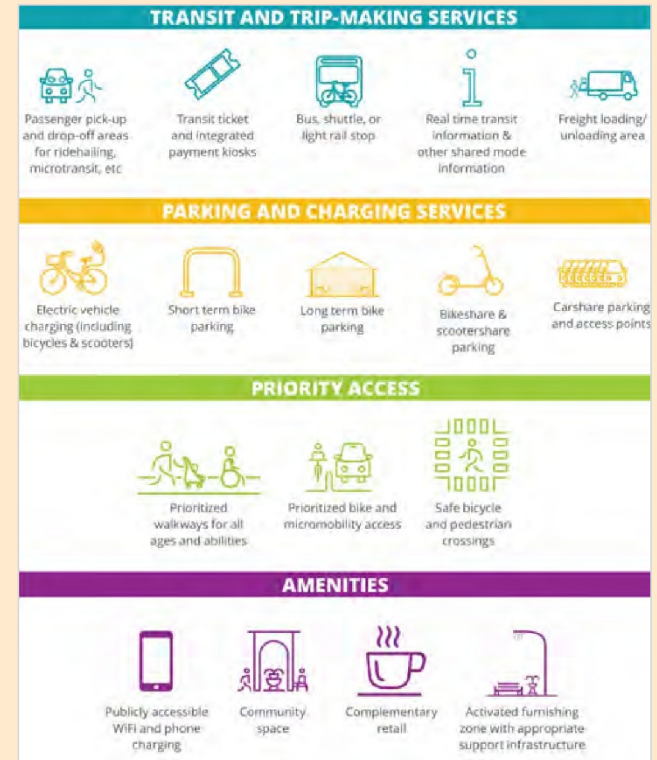 TRANSIT AND TRIP-MAKING SERVICES
Passenger pick-up
and drop-off areas
for ridehailing,
microtransit, etc
Transit ticket
and integrated
payment kiosks
Bus, shuttle, or
light rail stop
Real time transit
information &
other shared mode
information
Freight loading/
unloading area
PARKING AND CHARGING SERVICES
Electric vehicle
charging (including
bicycles & scooters)
Short term bike
parking
Long term bike
parking
Bikeshare &
scootershare
parking
Carshare parking
and access points
PRIORITY ACCESS
Prioritized
walkways for all
ages and abilities
Prioritized bike and
micromobility access
Safe bicycle
and pedestrian
crossings
AMENITIES
Publicly accessible
WiFi and phone
charging
Community
space
Complementary
retail
Activated furnishing
zone with appropriate
support infrastructure